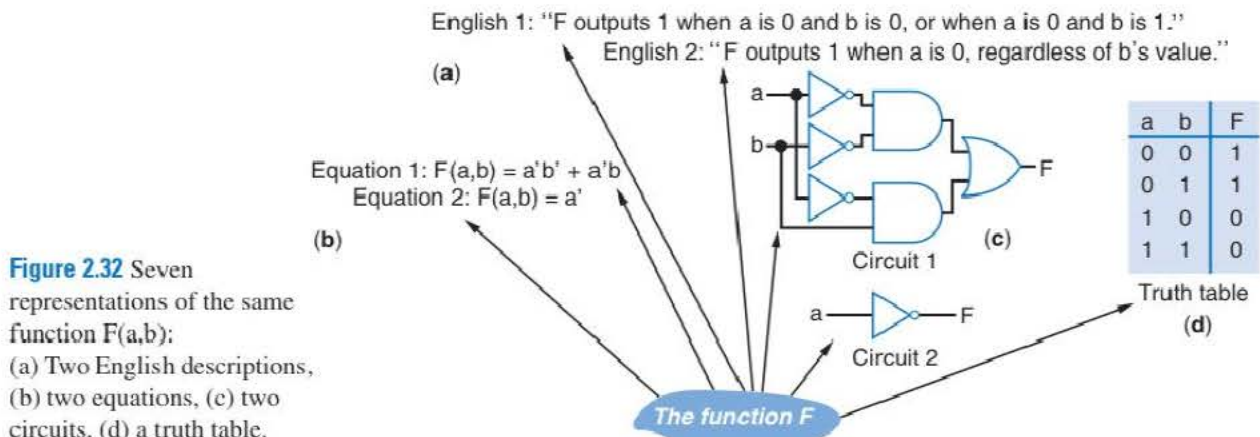 English 1: “F outputs 1 when a is 0 and b is 0, or when a is 0 and b is 1.”
English 2: “F outputs 1 when a is 0, regardless of b’s value.”
(a)
a
b
F
Equation 1: F(a,b) = a’b’ + a’b
Equation 2: F(a,b) = a’
(b)
(c)
Circuit 1
a F
Circuit 2
a b F
0 0 1
0 1 1
1 0 0
1 1 0
Truth table
(d)
Figure 2.32 Seven
representations of the same
function F(a,b):
(a) Two English descriptions,
(b) two equations, (c) two
circuits, (d) a truth table.
The function F